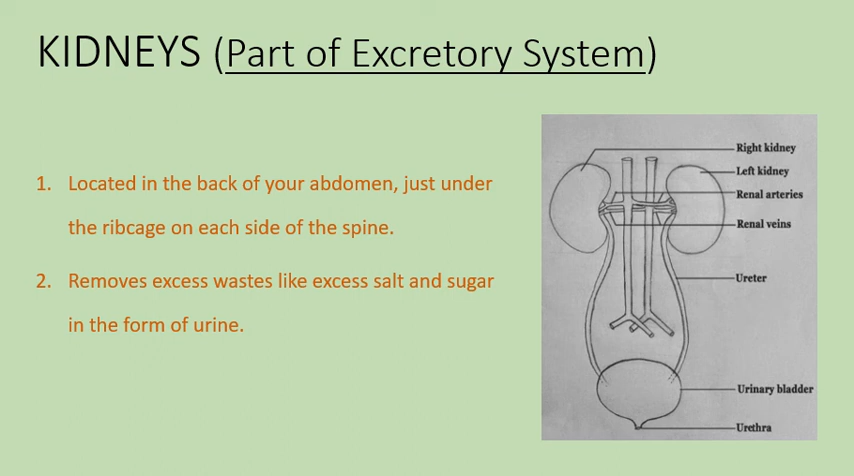 KIDNEYS (Part of Excretory System)
1. Located in the back of your abdomen, just under
the ribcage on each side of the spine.
2. Removes excess wastes like excess salt and sugar
in the form of urine.
Right kidney
Left kidney
Renal arteries
Renal veins
Ureter
Urinary bladder
Urethra